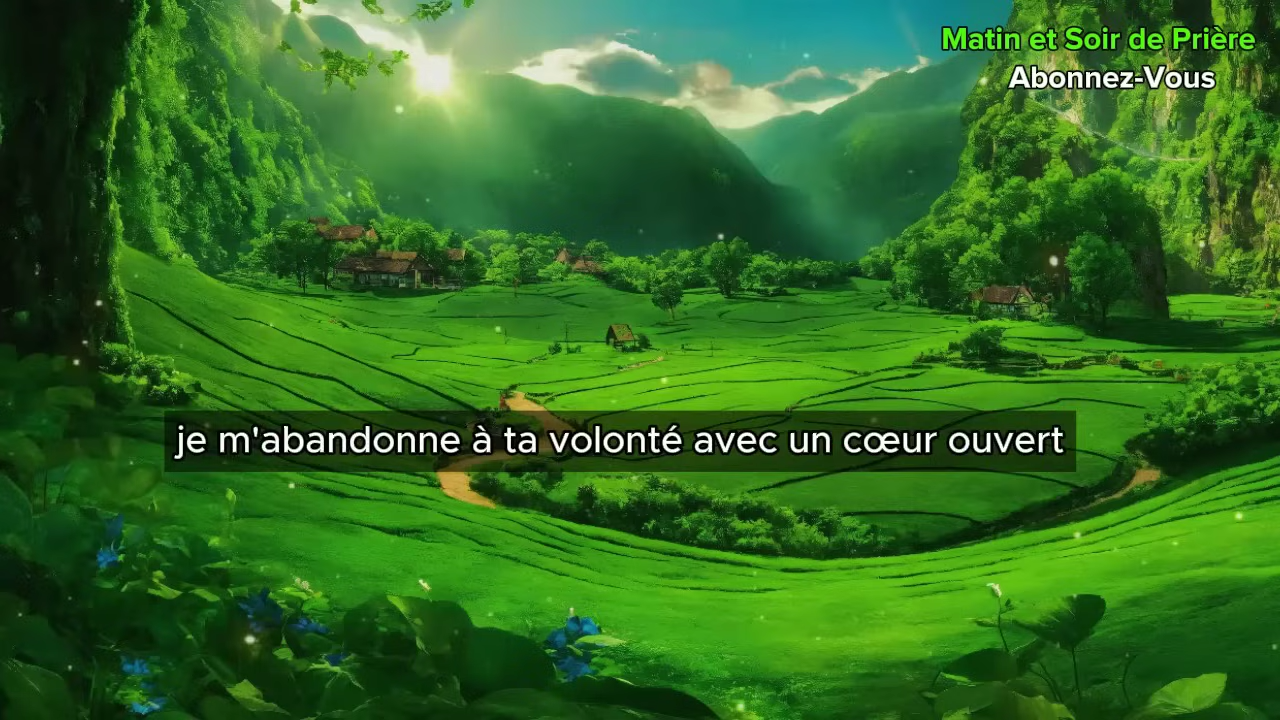 Matin et Soir de Prière
Abonnez-Vous
je m'abandonne à ta volonté avec un cœur ouvert